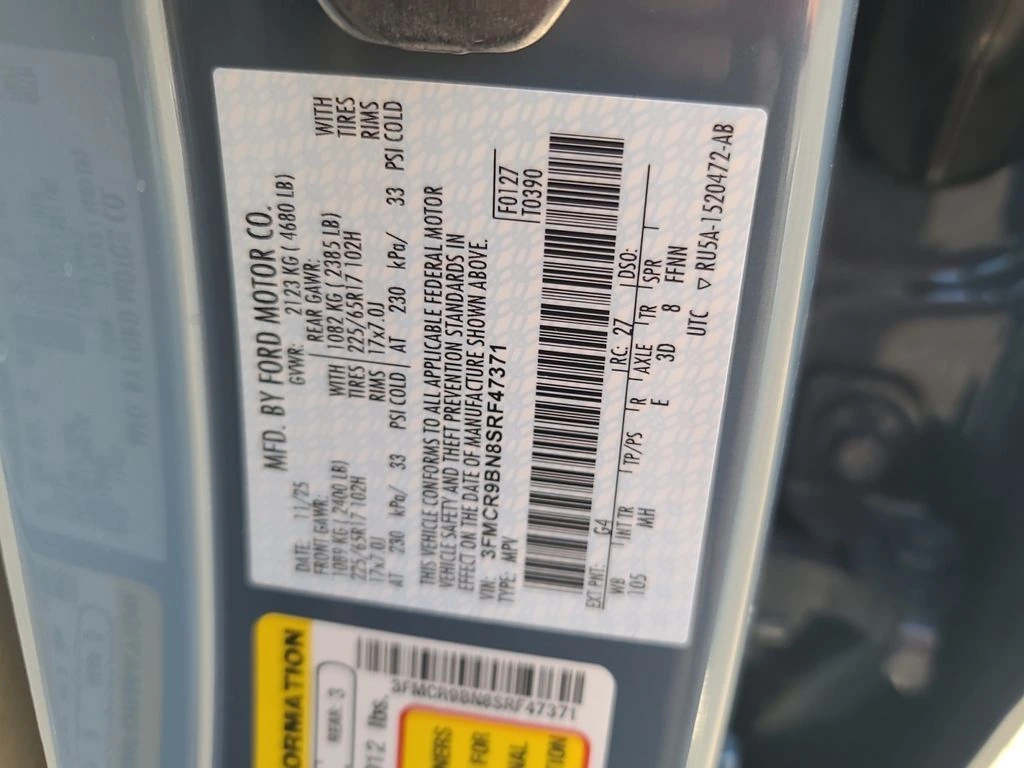 MFD. BY FORD MOTOR CO.
DATE: 11/25 GVWR: 2123 KG ( 4680 LB)
FRONT GAWR: REAR GAWR:
1089 KG ( 2400 LB) WITH 1082 KG ( 2385 LB) WITH
225/65R17 102H TIRES 225/65R17 102H TIRES
17x7.0J RIMS 17x7.0J RIMS
AT 230 kPa/ 33 PSI COLD AT 230 kPa/ 33 PSI COLD
THIS VEHICLE CONFORMS TO ALL APPLICABLE FEDERAL MOTOR
VEHICLE SAFETY AND THEFT PREVENTION STANDARDS IN
EFFECT ON THE DATE OF MANUFACTURE SHOWN ABOVE.
VIN: 3FMCR9BN8SRF47371
TYPE: MPV
F0127
T0390
EXT PNT: G4 RC: 27 DSO:
WB INT TR TP/PS R AXLE TR SPR
105 MH E 3D 8 FFNN
UTC ▽ RU5A-1520472-AB
ORMATION
REAR: 3
lbs.
3FMCR9BN8SRF47371
FOR